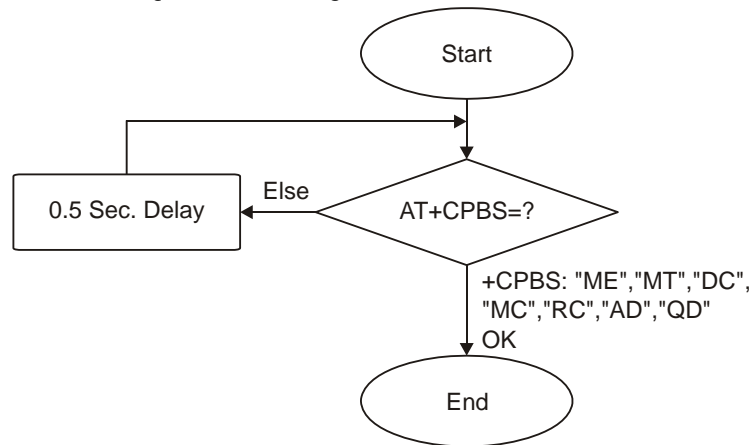 Start
Else
0.5 Sec. Delay
AT+CPBS=?
+CPBS: "ME","MT","DC",
"MC","RC","AD","QD"
OK
End